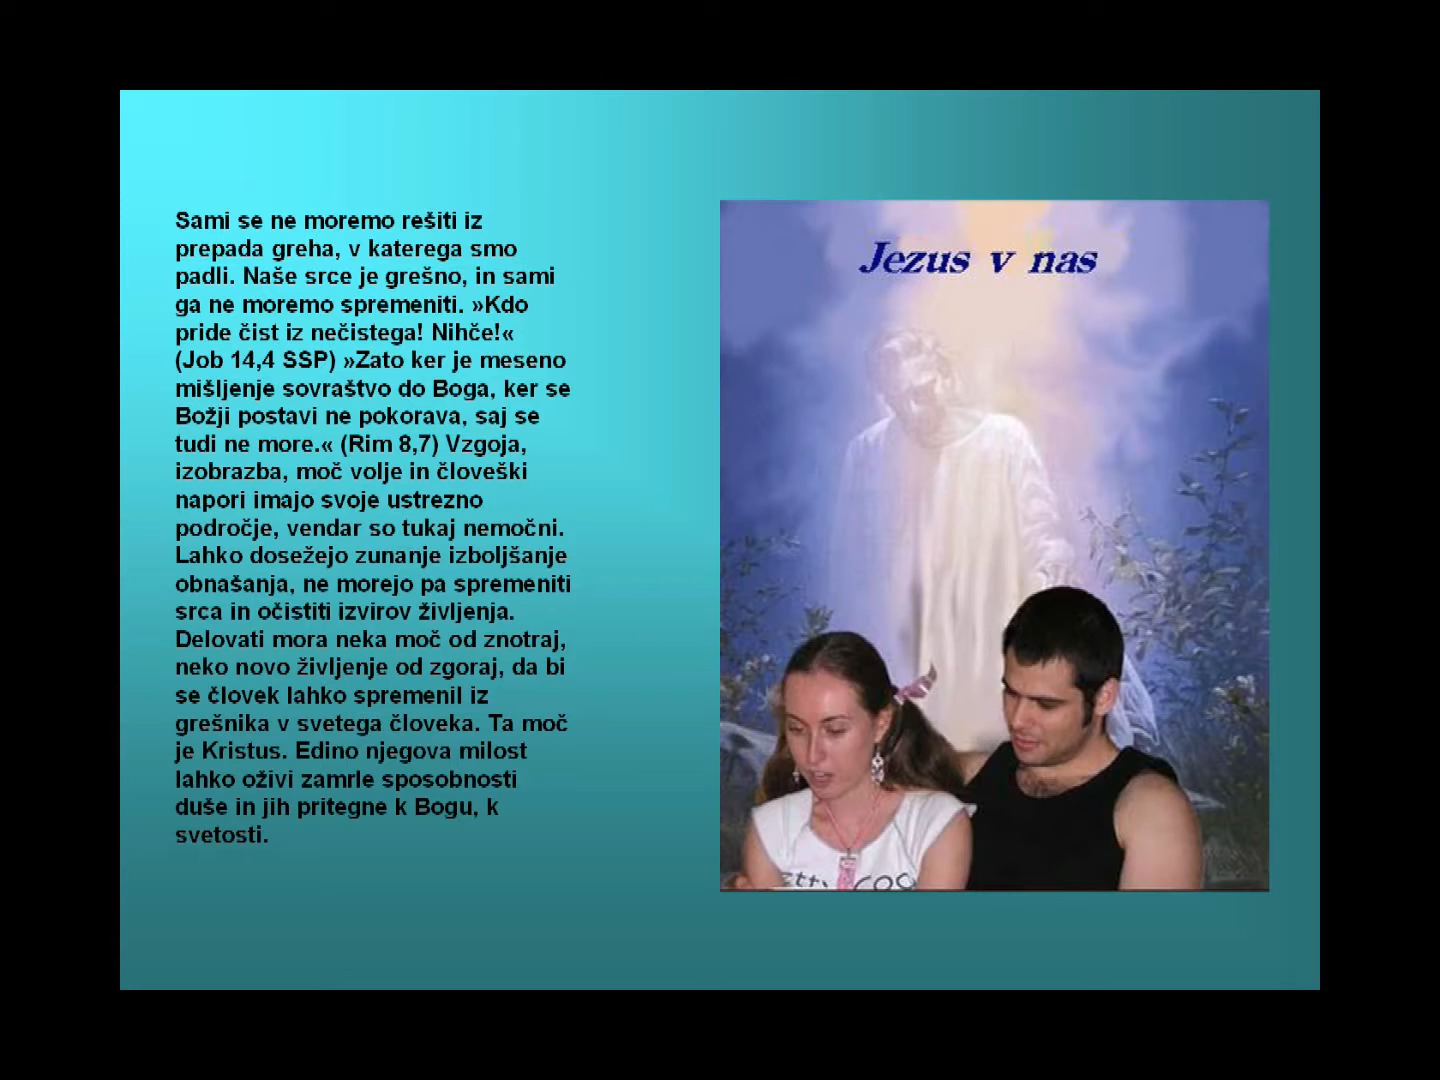 Sami se ne moremo rešiti iz
prepada greha, v katerega smo
padli. Naše srce je grešno, in sami
ga ne moremo spremeniti. »Kdo
pride čist iz nečistega! Nihče!«
(Job 14,4 SSP) »Zato ker je meseno
mišljenje sovraštvo do Boga, ker se
Božji postavi ne pokorava, saj se
tudi ne more.« (Rim 8,7) Vzgoja,
izobrazba, moč volje in človeški
napori imajo svoje ustrezno
področje, vendar so tukaj nemočni.
Lahko dosežejo zunanje izboljšanje
obnašanja, ne morejo pa spremeniti
srca in očistiti izvirov življenja.
Delovati mora neka moč od znotraj,
neko novo življenje od zgoraj, da bi
se človek lahko spremenil iz
grešnika v svetega človeka. Ta moč
je Kristus. Edino njegova milost
lahko oživi zamrle sposobnosti
duše in jih pritegne k Bogu, k
svetosti.
Jezus v nas